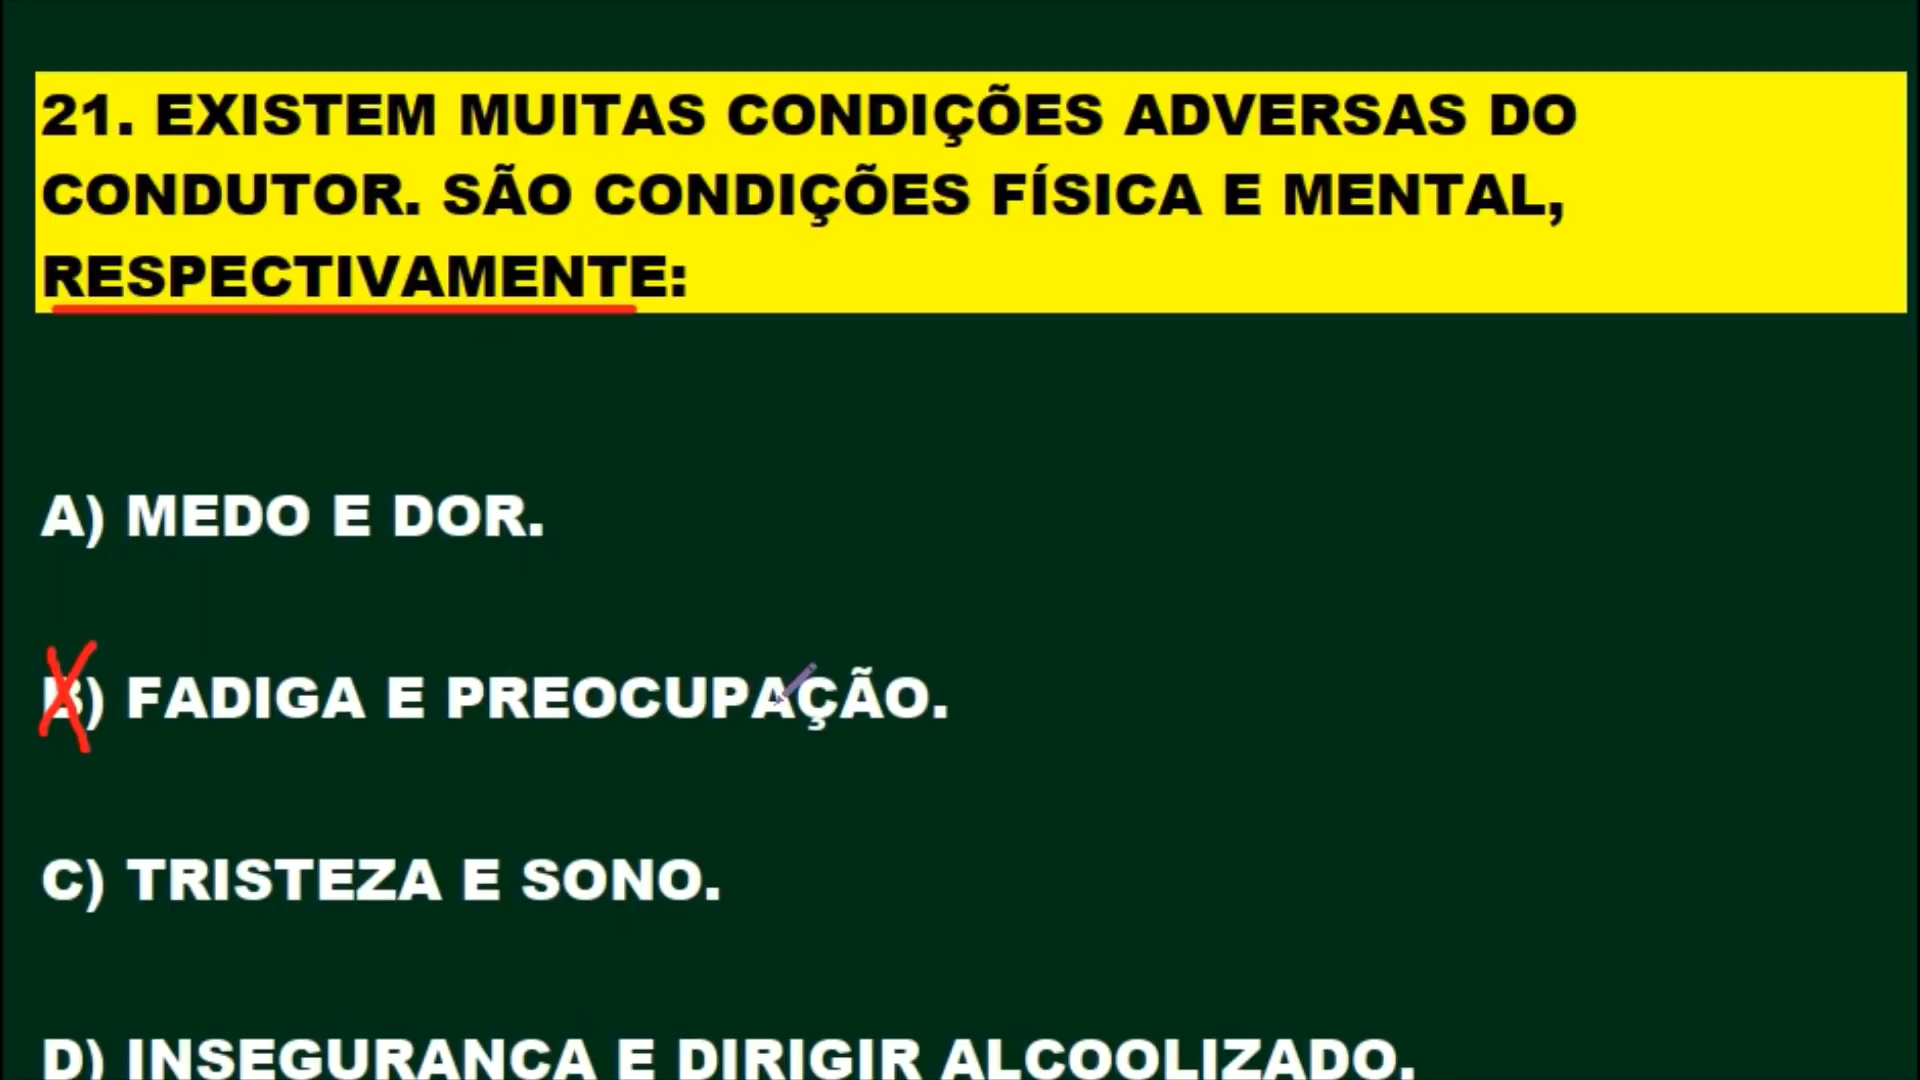 21. EXISTEM MUITAS CONDIÇÕES ADVERSAS DO
CONDUTOR. SÃO CONDIÇÕES FÍSICA E MENTAL,
RESPECTIVAMENTE:
A) MEDO E DOR.
B) FADIGA E PREOCUPAÇÃO.
C) TRISTEZA E SONO.
D) INSEGURANÇA E DIRIGIR ALCOOLIZADO.